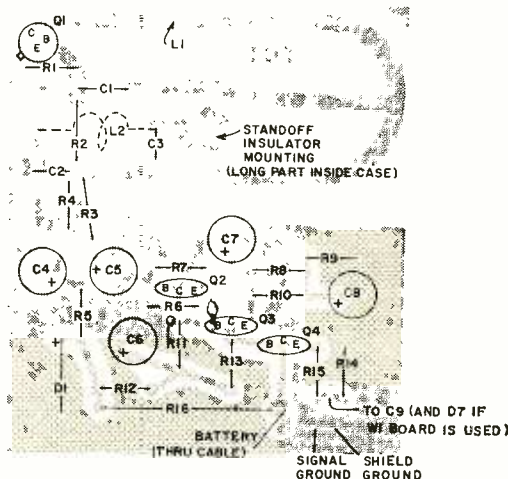 Q1
C B E
L1
R1
C1
R2 L2 C3
STANDOFF
INSULATOR
MOUNTING
(LONG PART INSIDE CASE)
C2
R4
R3
C7
+
R9
C4
+
C5
+
R7
R8
Q2
B C E
R10
C8
+
R6
R5
Q3
B C E
Q4
B C E
C6
+
R11
R13
R15
R14
+
D1
R12
R16
TO C9 (AND D7 IF
W1 BOARD IS USED)
BATTERY
(THRU CABLE)
SIGNAL
GROUND
SHIELD
GROUND